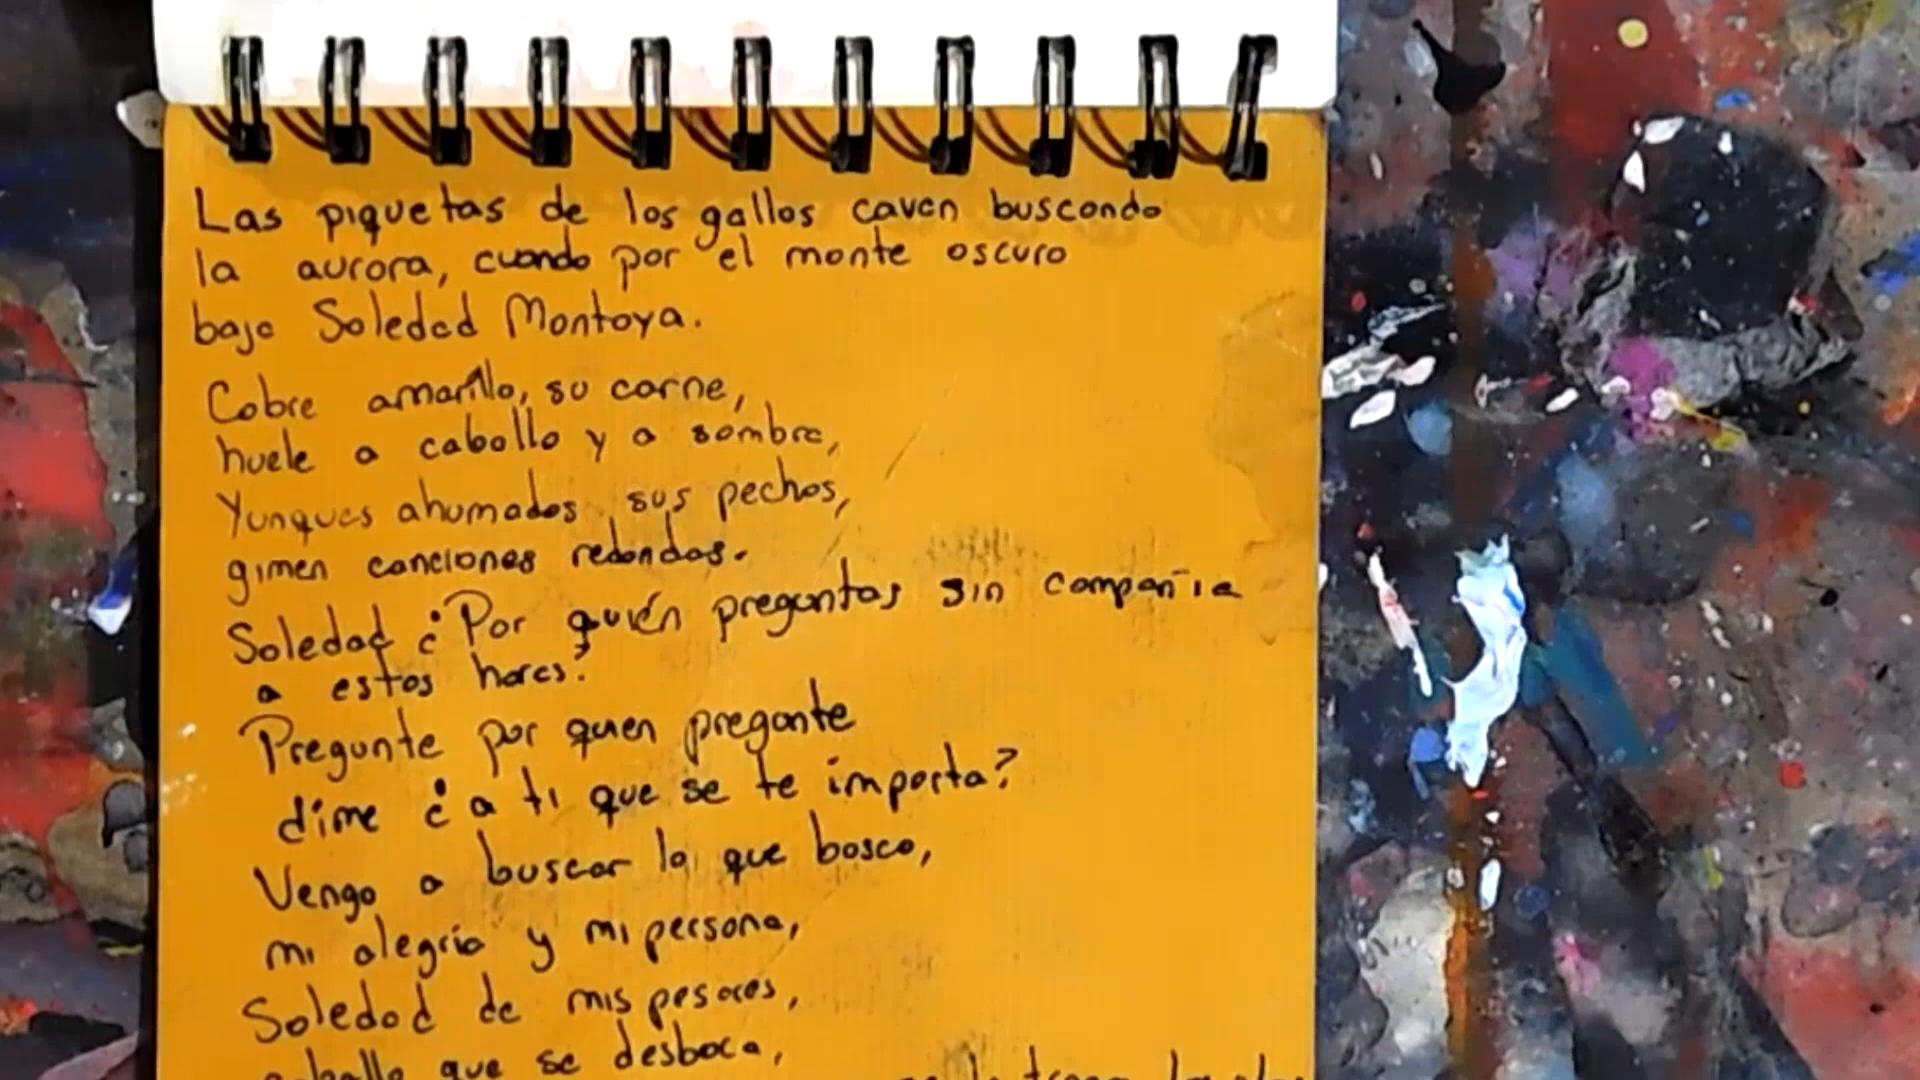 Las piquetas de los gallos cavan buscando
la aurora, cuando por el monte oscuro
baja Soledad Montoya.
Cobre amarillo, su carne,
huele a caballo y a sombra,
Yunques ahumados sus pechos,
gimen canciones redondas.
Soledad ¿Por quién preguntas sin compañia
a estas horas?
Pregunte por quien pregunte
dime ¿a ti que se te importa?
Vengo a buscar lo que busco,
mi alegría y mi persona,
Soledad de mis pesares,
caballo que se desboca,